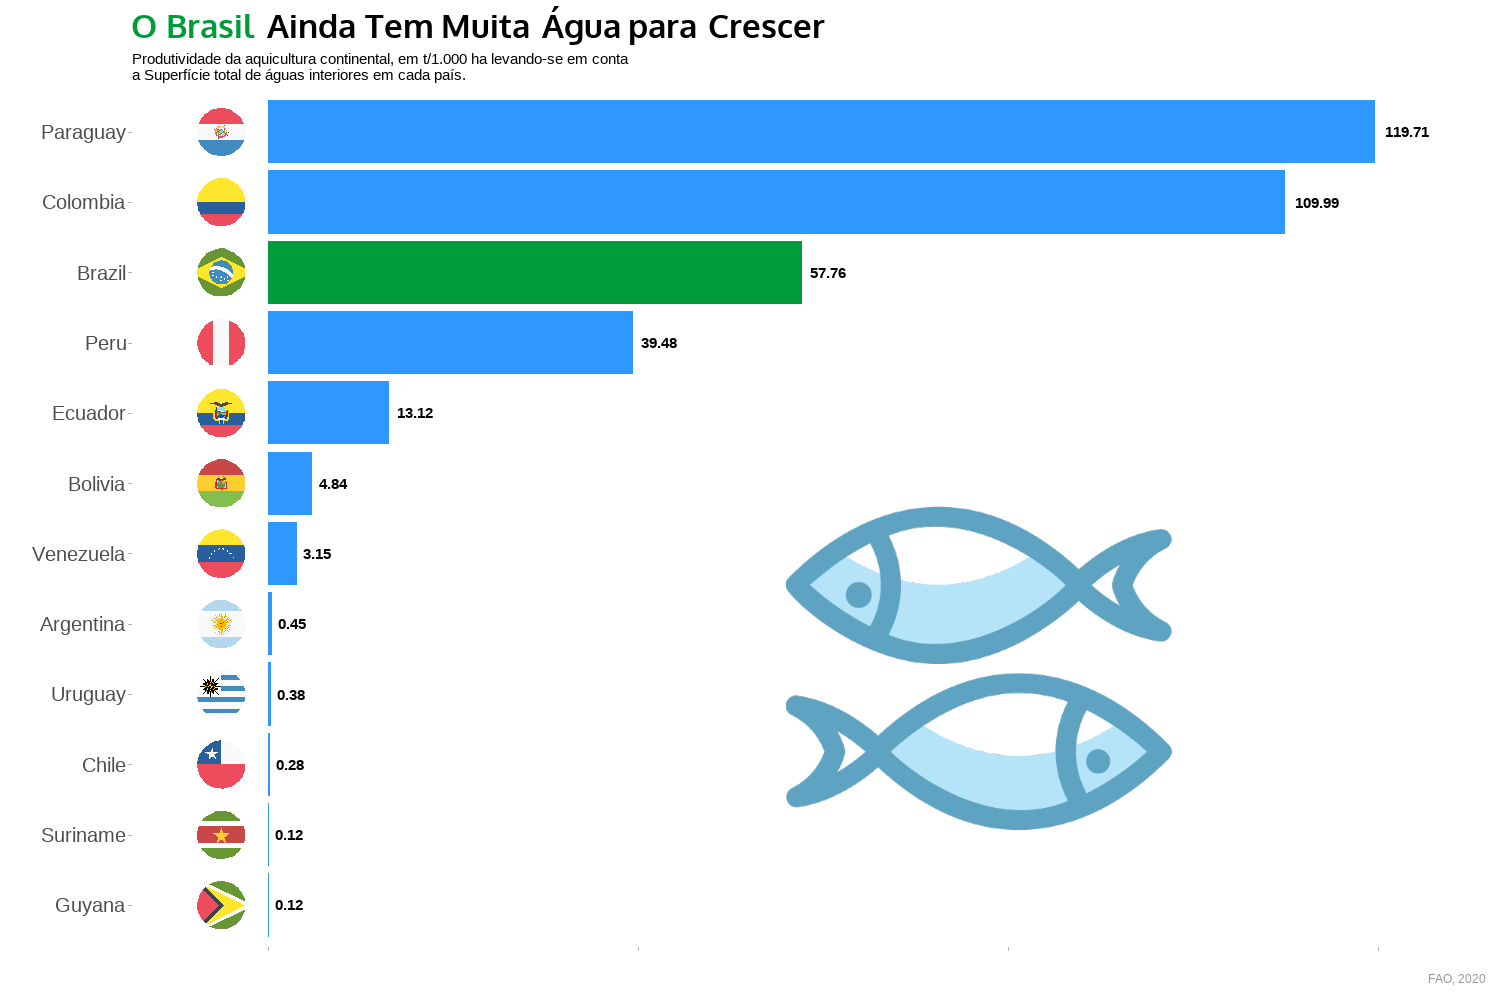 O Brasil Ainda Tem Muita Água para Crescer
Produtividade da aquicultura continental, em t/1.000 ha levando-se em conta
a Superfície total de águas interiores em cada país.
Paraguay 119.71
Colombia 109.99
Brazil 57.76
Peru 39.48
Ecuador 13.12
Bolivia 4.84
Venezuela 3.15
Argentina 0.45
Uruguay 0.38
Chile 0.28
Suriname 0.12
Guyana 0.12
FAO, 2020